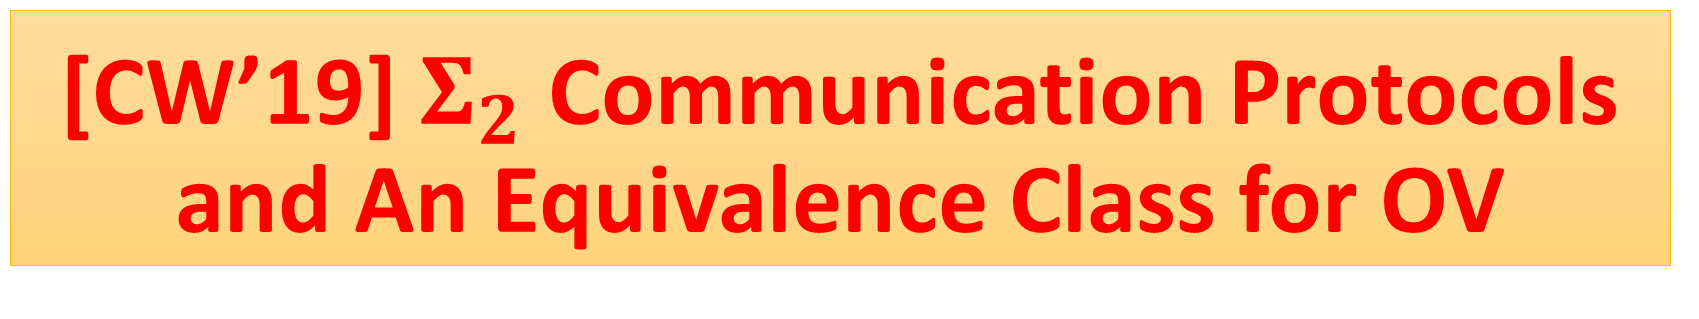 [CW’19] Σ₂ Communication Protocols
and An Equivalence Class for OV